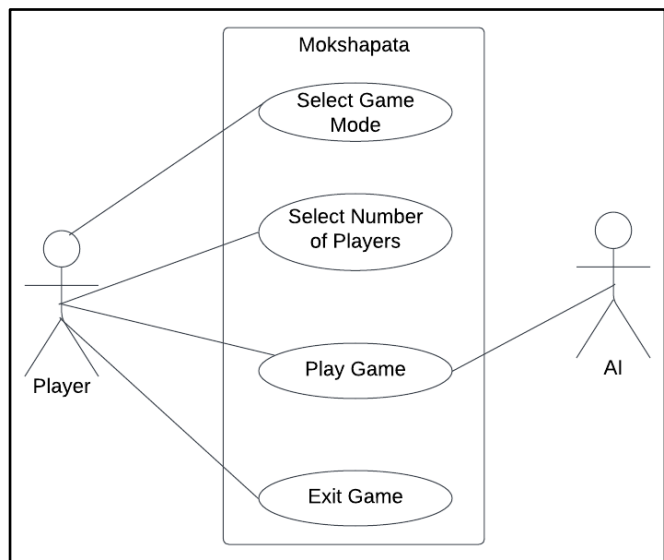 Mokshapata
Select Game
Mode
Select Number
of Players
Play Game
Exit Game
Player
AI